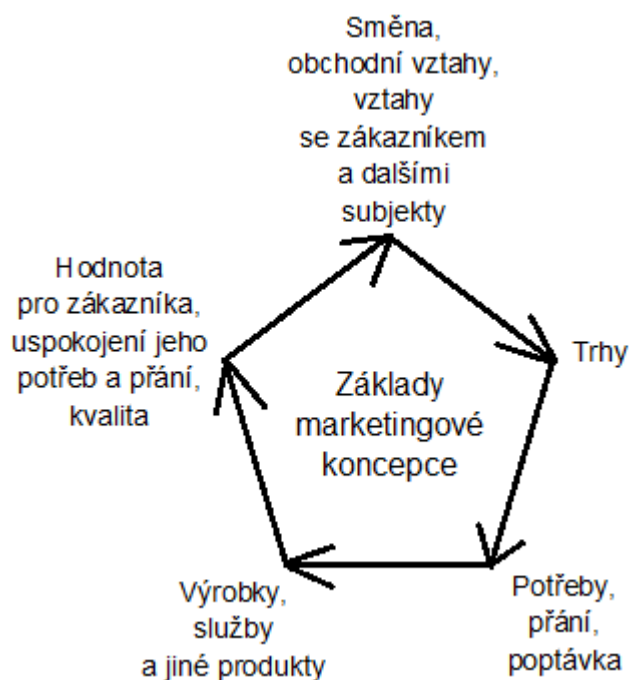 Směna,
obchodní vztahy,
vztahy
se zákazníkem
a dalšími
subjekty
Hodnota
pro zákazníka,
uspokojení jeho
potřeb a přání,
kvalita
Trhy
Základy
marketingové
koncepce
Výrobky,
služby
a jiné produkty
Potřeby,
přání,
poptávka